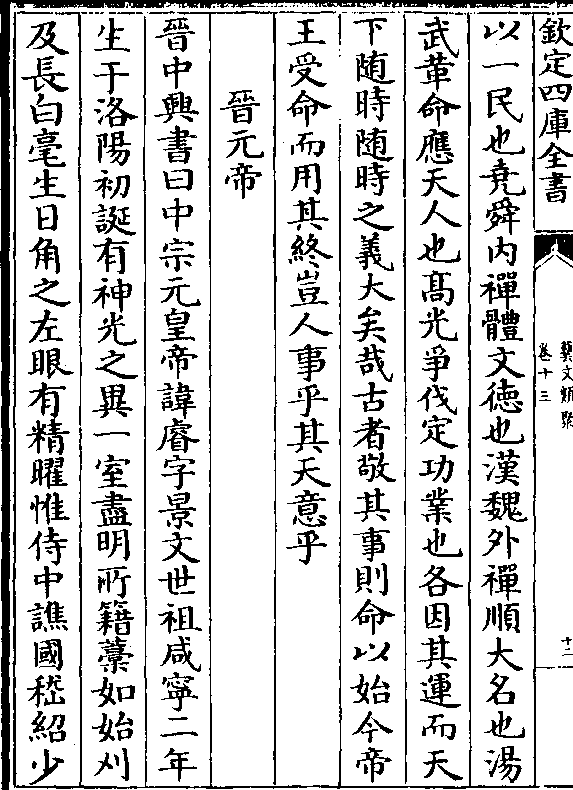 欽定四庫全書
藝文類聚
卷十三
十二
以一民也堯舜内禪體文徳也漢魏外禪順大名也湯
武革命應天人也髙光爭伐定功業也各因其運而天
下随時随時之義大矣哉古者敬其事則命以始今帝
王受命而用其終豈人事乎其天意乎
晉元帝
晉中興書曰中宗元皇帝諱睿字景文世祖咸寧二年
生于洛陽初誕有神光之異一室盡明所籍藁如始刈
及長白毫生日角之左眼有精曜惟侍中譙國嵇紹少